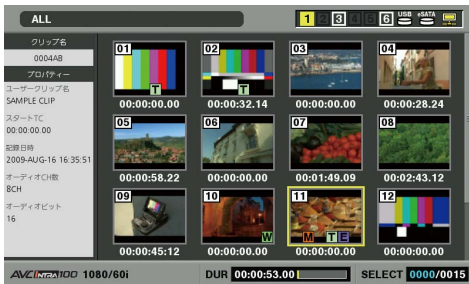 ALL
1 2 3 4 5 6 USB eSATA
クリップ名
0004AB
プロパティー
ユーザークリップ名
SAMPLE CLIP
スタートTC
00:00:00.00
記録日時
2009-AUG-16 16:35:51
オーディオCH数
8CH
オーディオビット
16
01 02 03 04
T T
00:00:00.00 00:00:32.14 00:00:00.00 00:00:28.24
05 06 07 08
00:00:58.22 00:00:00.00 00:01:49.09 00:02:43.12
09 10 11 12
W M T E
00:00:45:12 00:00:00.00 00:00:53.00 00:00:00.00
AVC INTRA 100 1080/60i DUR 00:00:53.00 SELECT 0000/0015